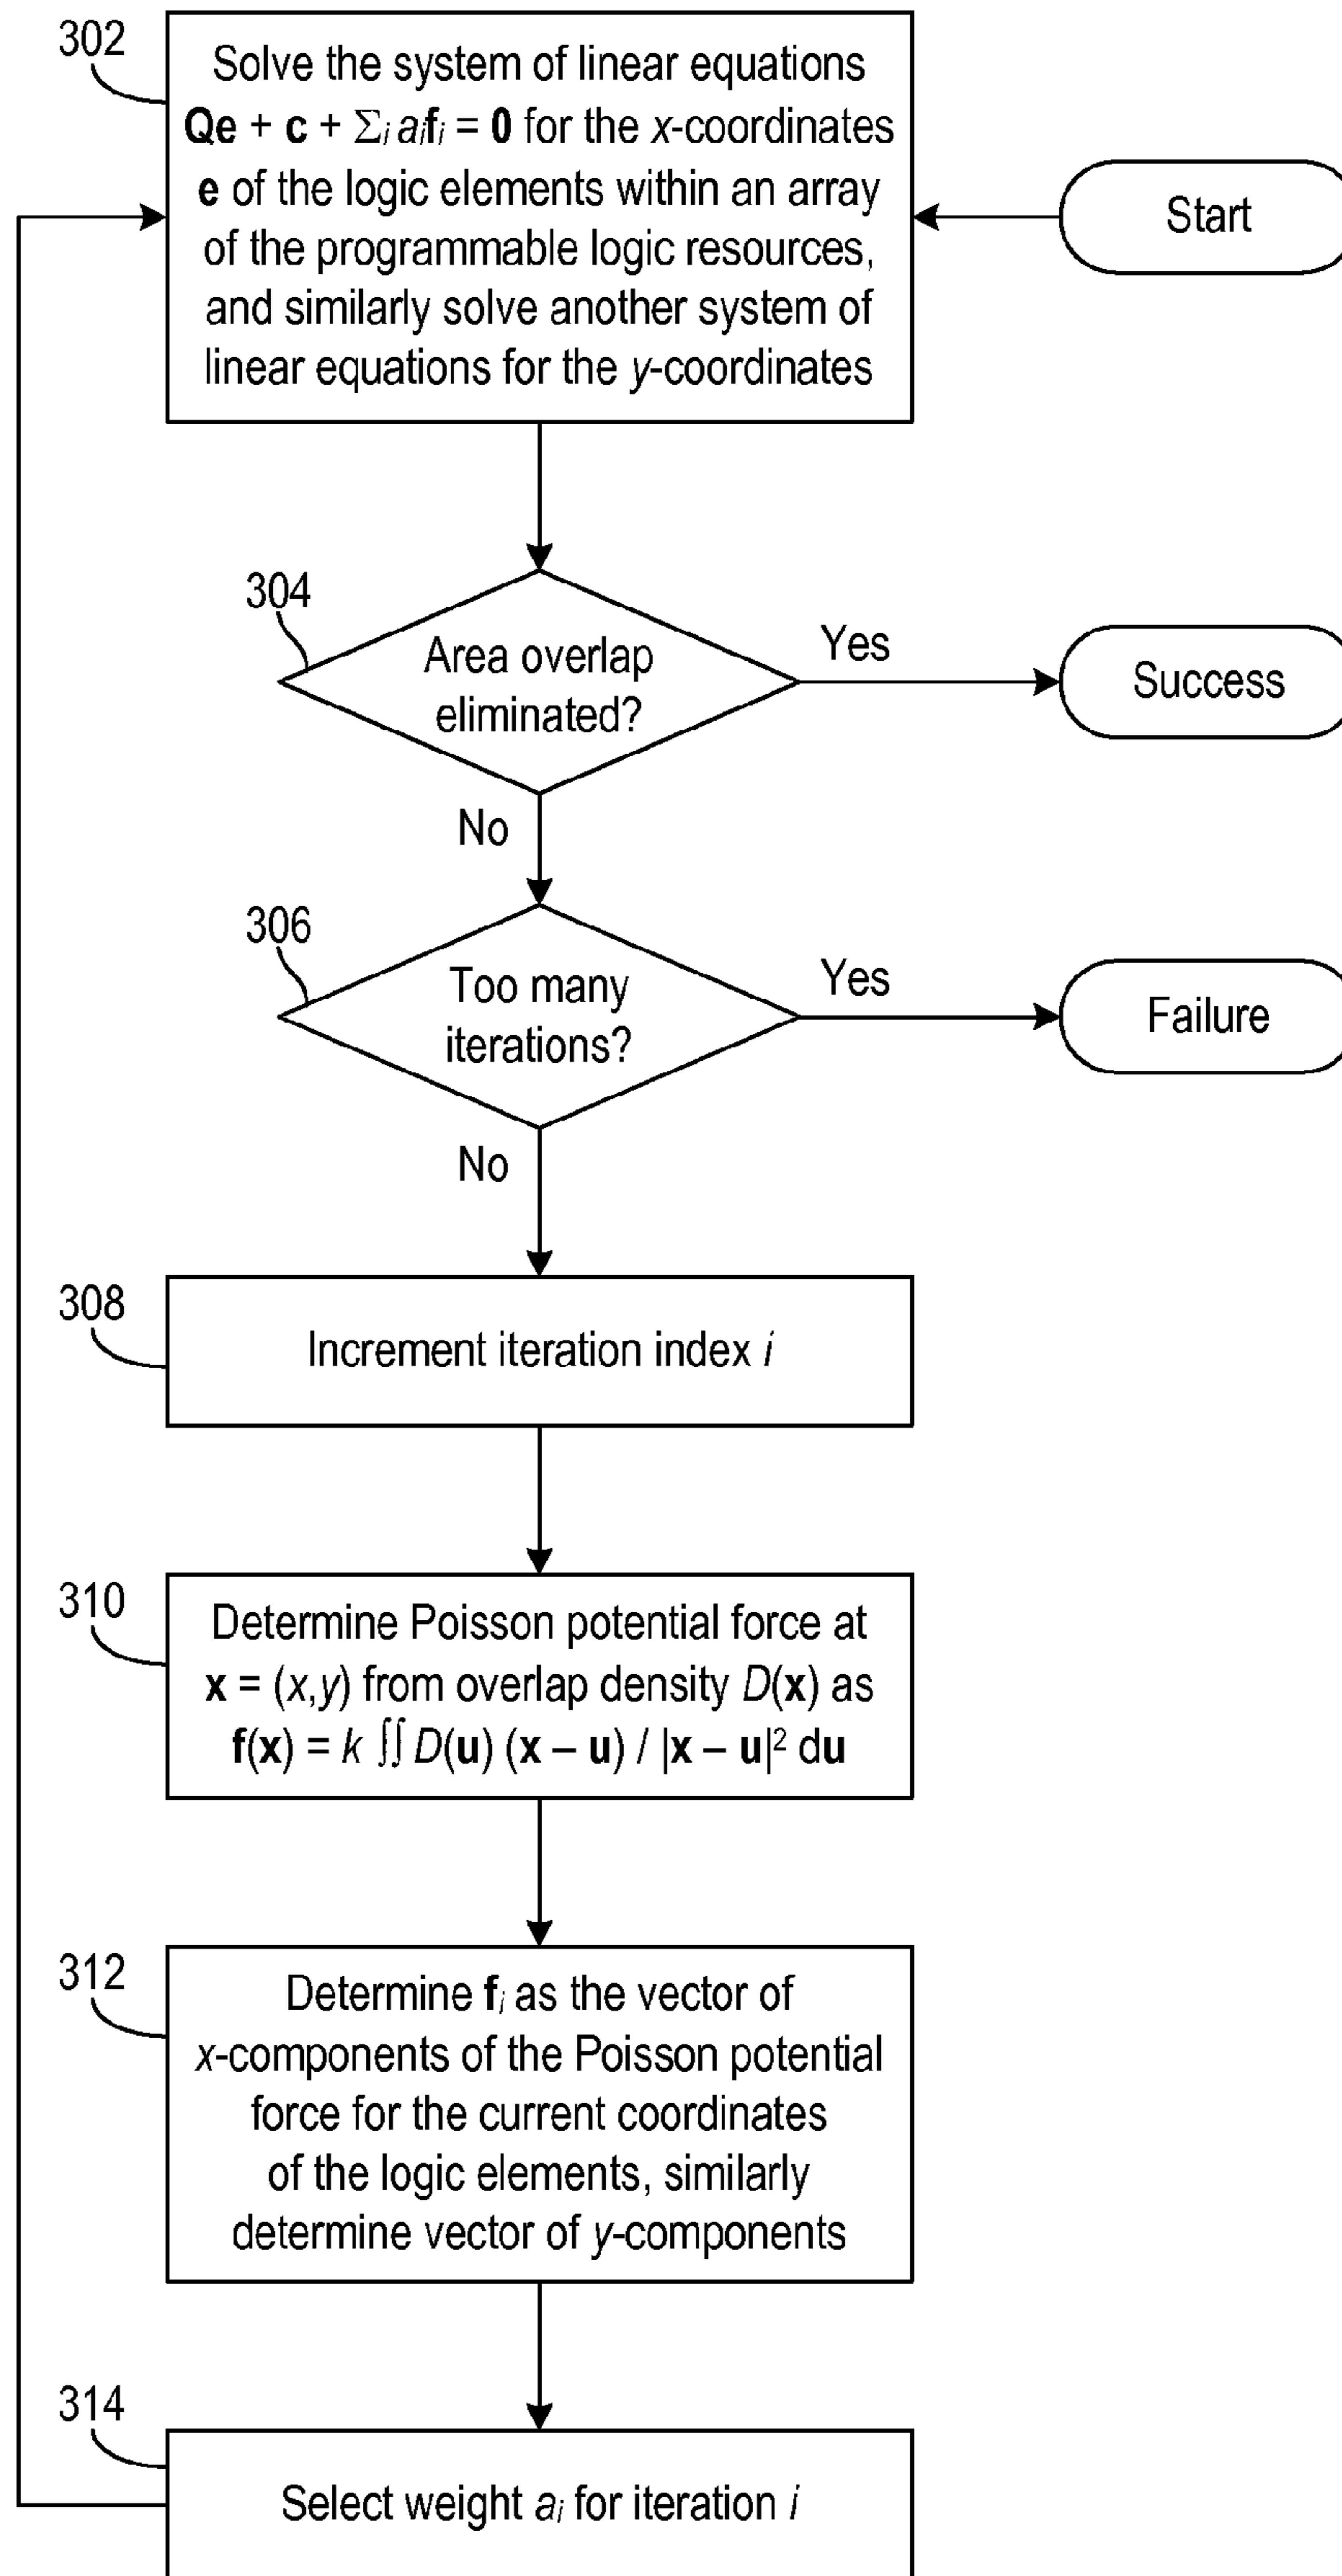 302
Solve the system of linear equations
Qe + c + Σi aifi = 0 for the x-coordinates
e of the logic elements within an array
of the programmable logic resources,
and similarly solve another system of
linear equations for the y-coordinates
Start
304
Area overlap
eliminated?
Yes
Success
No
306
Too many
iterations?
Yes
Failure
No
308
Increment iteration index i
310
Determine Poisson potential force at
x = (x,y) from overlap density D(x) as
f(x) = k ∫∫ D(u) (x – u) / |x – u|² du
312
Determine fi as the vector of
x-components of the Poisson potential
force for the current coordinates
of the logic elements, similarly
determine vector of y-components
314
Select weight ai for iteration i